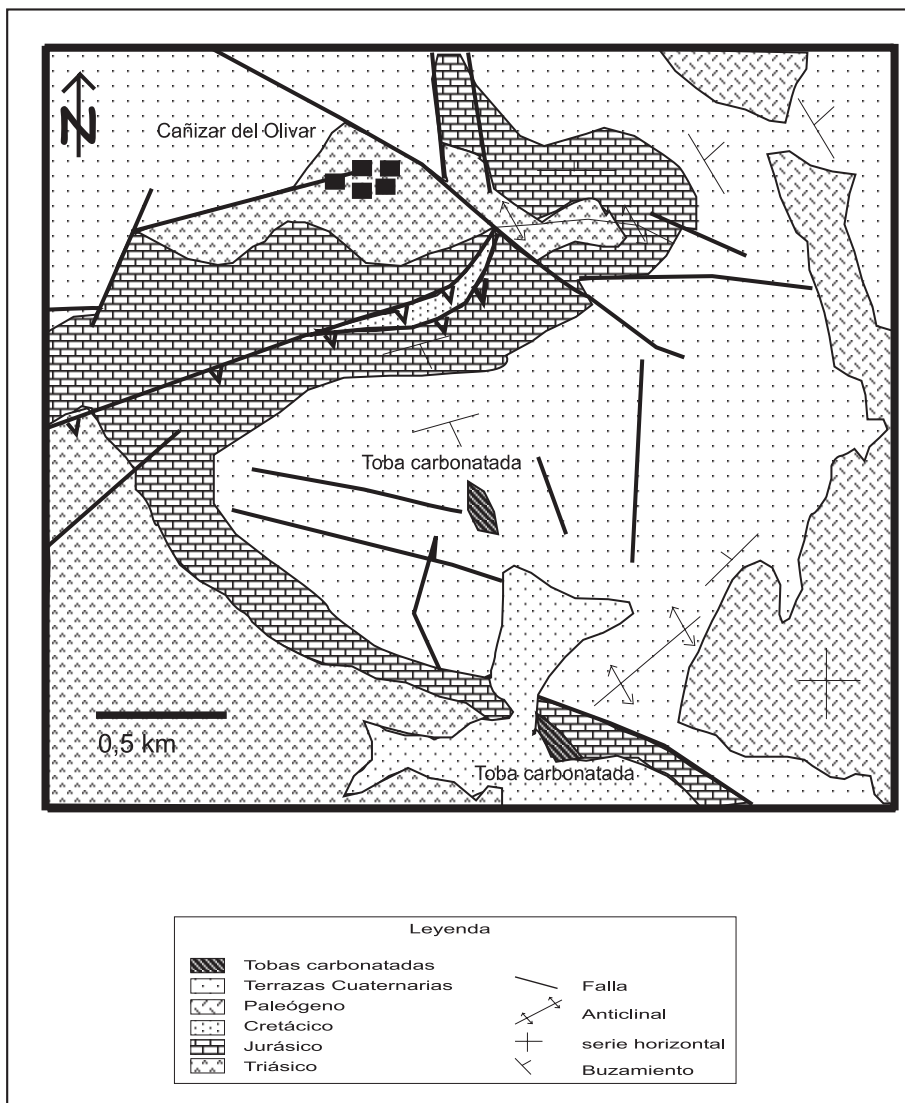 N
Cañizar del Olivar
Toba carbonatada
0,5 km
Toba carbonatada
Leyenda
Tobas carbonatadas
Terrazas Cuaternarias
Paleógeno
Cretácico
Jurásico
Triásico
Falla
Anticlinal
serie horizontal
Buzamiento